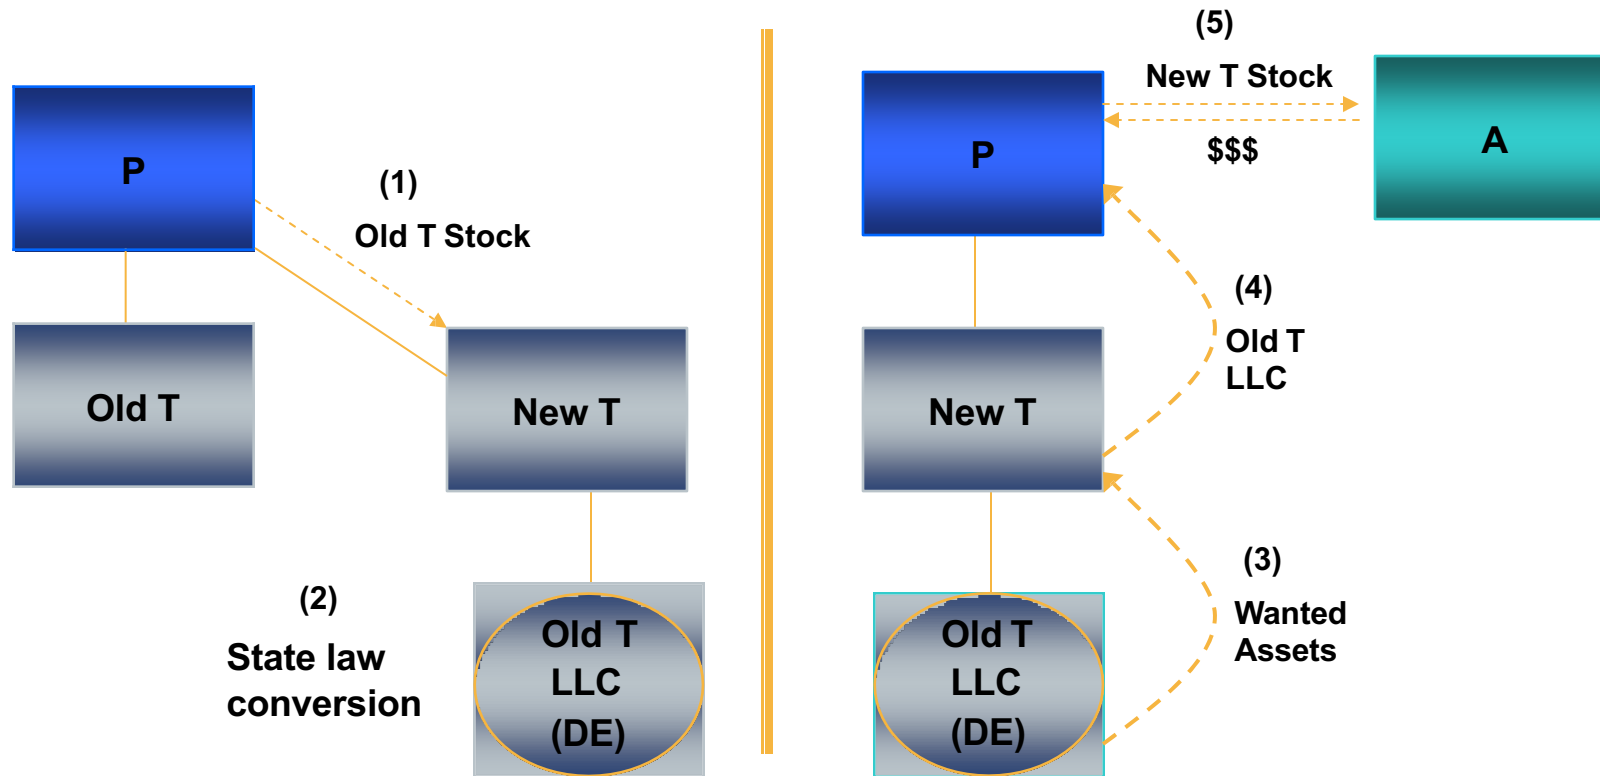 P
(1)
Old T Stock
Old T
New T
(2)
State law
conversion
Old T
LLC
(DE)
(5)
New T Stock
$$$
P
A
(4)
Old T
LLC
New T
(3)
Wanted
Assets
Old T
LLC
(DE)